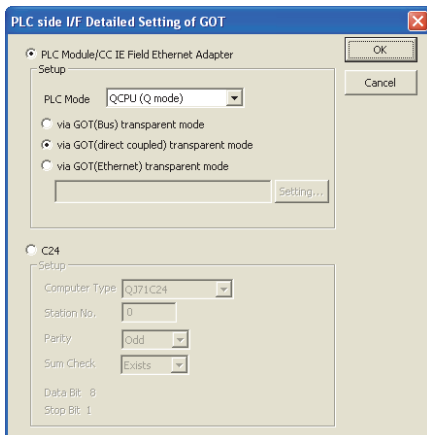 PLC side I/F Detailed Setting of GOT
PLC Module/CC IE Field Ethernet Adapter
OK
Setup
Cancel
PLC Mode QCPU (Q mode)
via GOT(Bus) transparent mode
via GOT(direct coupled) transparent mode
via GOT(Ethernet) transparent mode
Setting...
C24
Setup
Computer Type QJ71C24
Station No. 0
Parity Odd
Sum Check Exists
Data Bit 8
Stop Bit 1